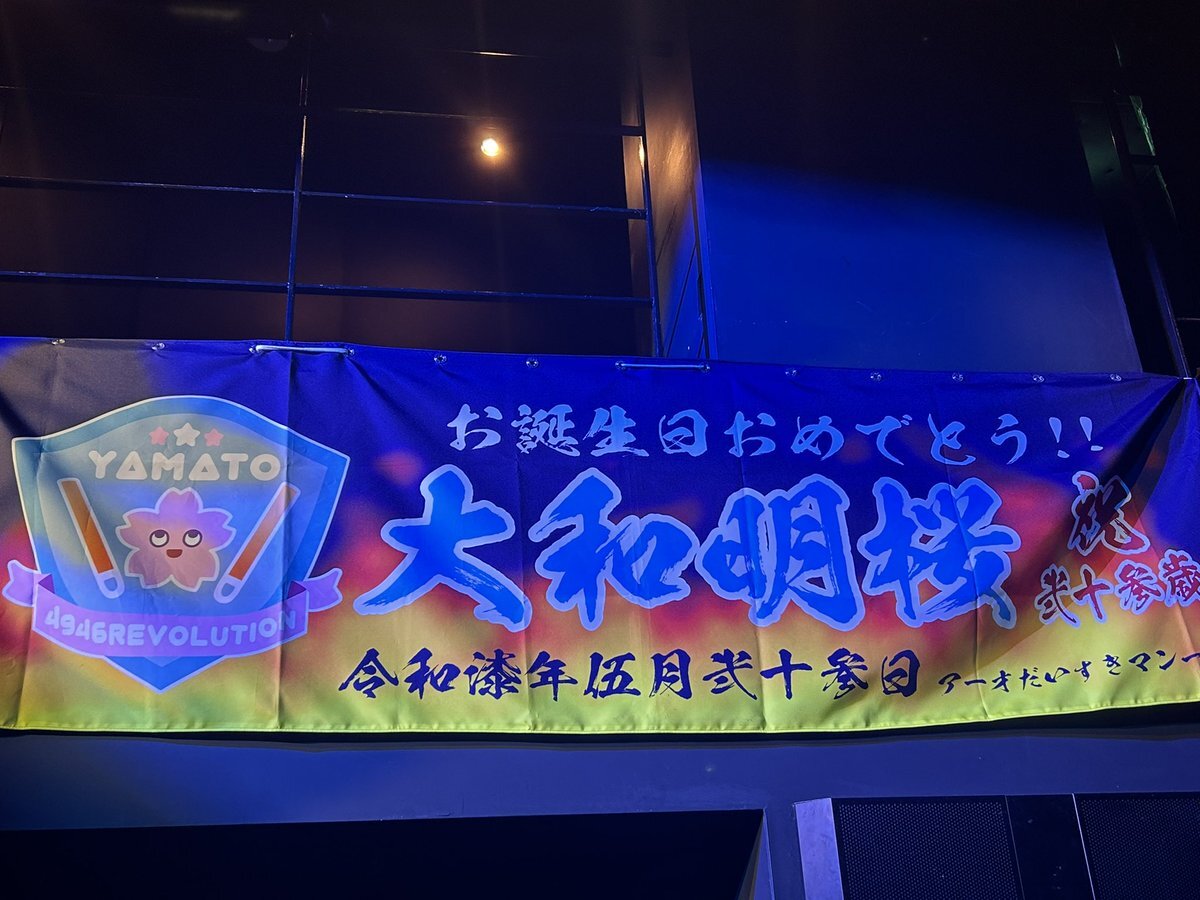 YAMATO
4946REVOLUTION
お誕生日おめでとう!!
大和明桜
祝
弐十参歳
令和漆年伍月弐十参日
アーオだいすきマン